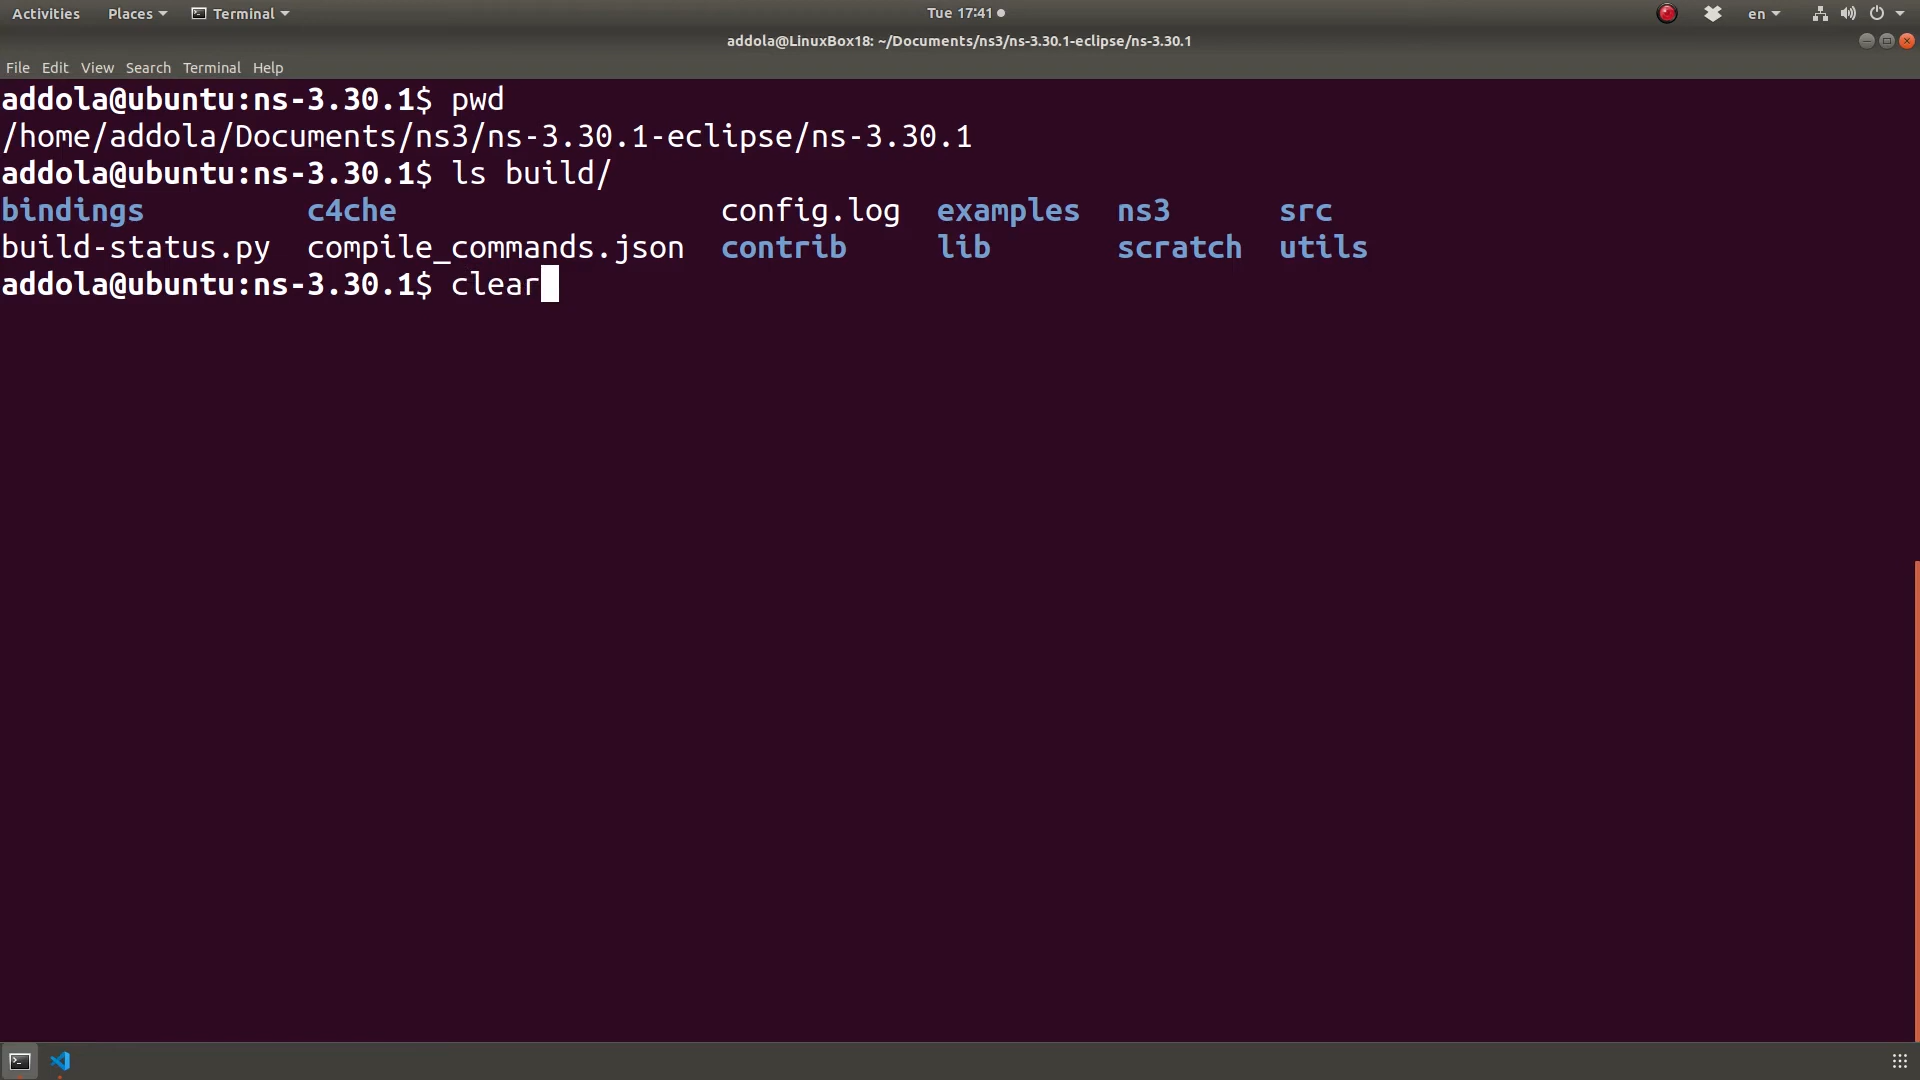 Activities Places Terminal Tue 17:41 en
addola@LinuxBox18: ~/Documents/ns3/ns-3.30.1-eclipse/ns-3.30.1
File Edit View Search Terminal Help
addola@ubuntu:ns-3.30.1$ pwd
/home/addola/Documents/ns3/ns-3.30.1-eclipse/ns-3.30.1
addola@ubuntu:ns-3.30.1$ ls build/
bindings c4che config.log examples ns3 src
build-status.py compile_commands.json contrib lib scratch utils
addola@ubuntu:ns-3.30.1$ clear